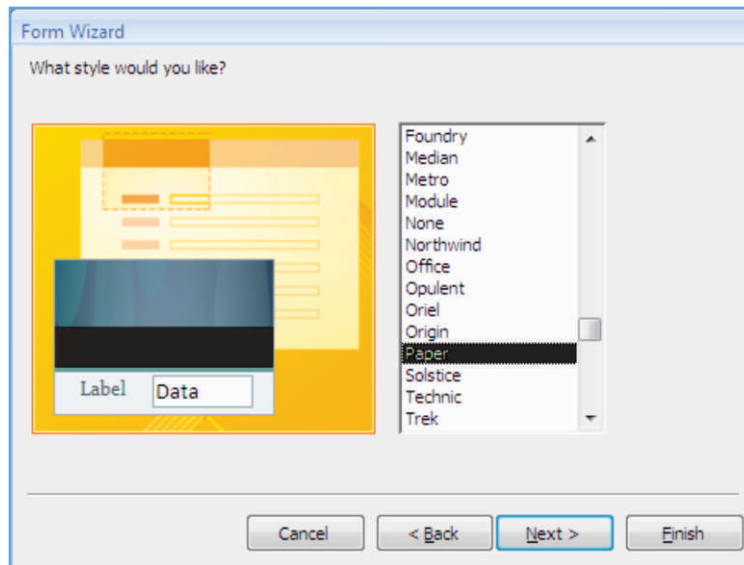 Form Wizard
What style would you like?
Foundry
Median
Metro
Module
None
Northwind
Office
Opulent
Oriel
Origin
Paper
Solstice
Technic
Trek
Label
Data
Cancel
< Back
Next >
Finish